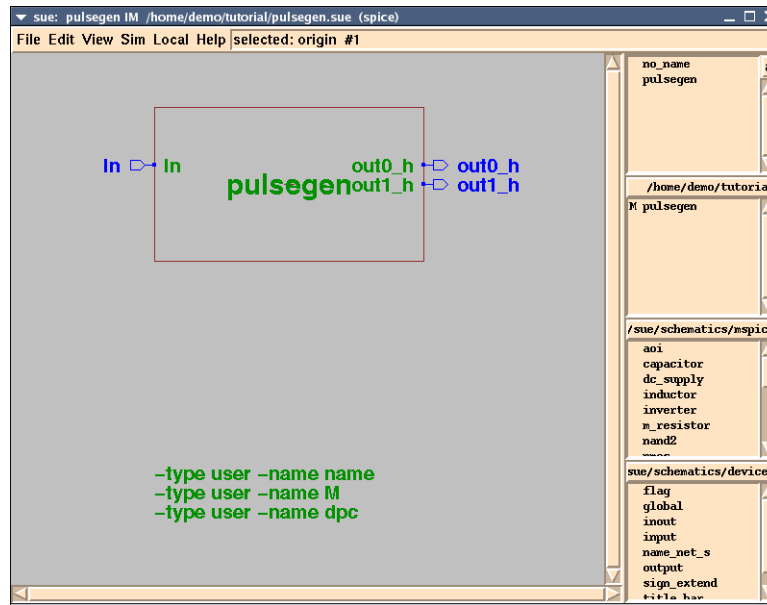 sue: pulsegen IM /home/demo/tutorial/pulsegen.sue (spice)
File Edit View Sim Local Help selected: origin #1
no_name
pulsegen
In In out0_h out0_h
pulsegen out1_h out1_h
/home/demo/tutoria
M pulsegen
/sue/schematics/mspic
aoi
capacitor
dc_supply
inductor
inverter
m_resistor
nand2
sue/schematics/device
flag
global
inout
input
name_net_s
output
sign_extend
title_bar
-type user -name name
-type user -name M
-type user -name dpc